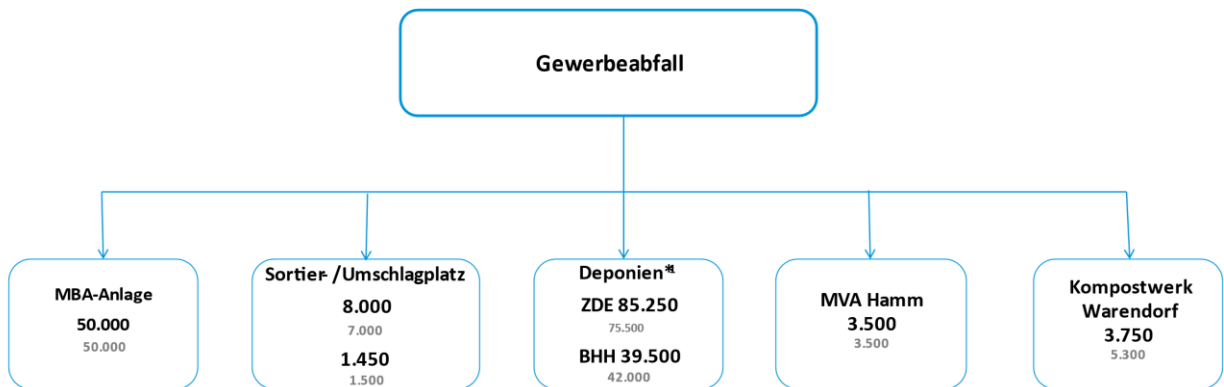 Gewerbeabfall
MBA-Anlage
50.000
50.000
Sortier- /Umschlagplatz
8.000
7.000
1.450
1.500
Deponien*1
ZDE 85.250
75.500
BHH 39.500
42.000
MVA Hamm
3.500
3.500
Kompostwerk
Warendorf
3.750
5.300